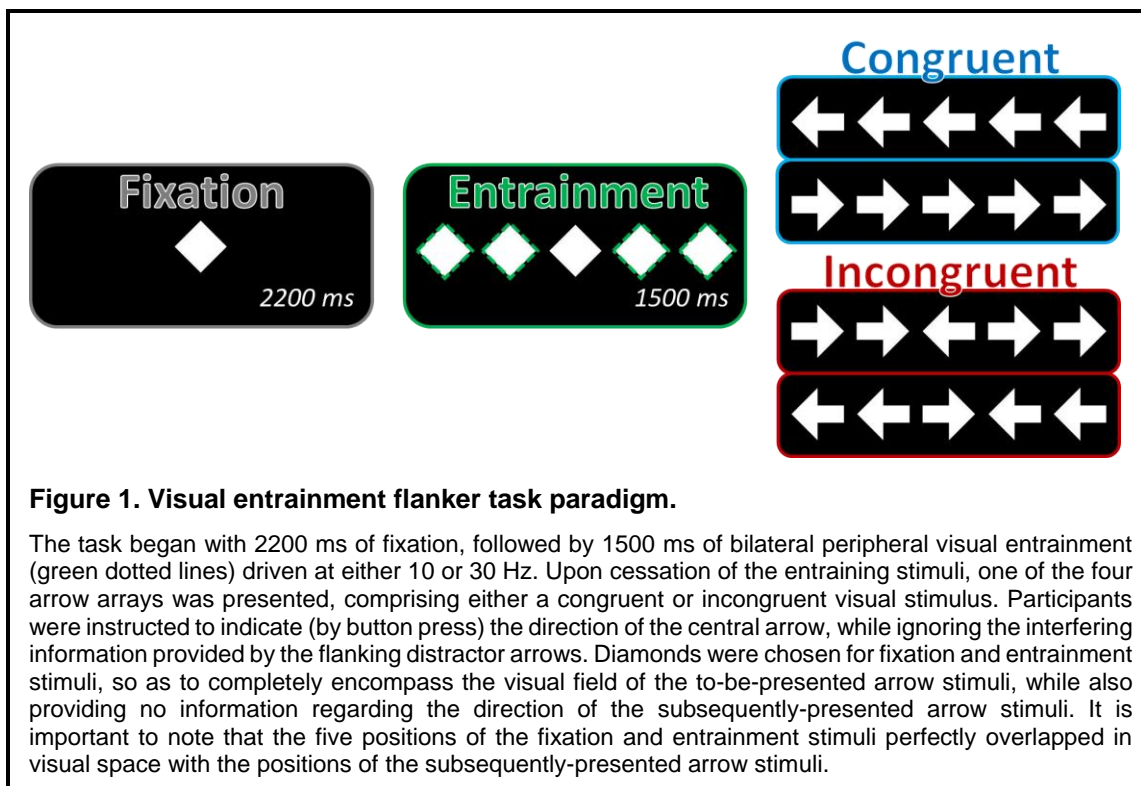 Fixation
2200 ms
Entrainment
1500 ms
Congruent
Incongruent
Figure 1. Visual entrainment flanker task paradigm.
The task began with 2200 ms of fixation, followed by 1500 ms of bilateral peripheral visual entrainment
(green dotted lines) driven at either 10 or 30 Hz. Upon cessation of the entraining stimuli, one of the four
arrow arrays was presented, comprising either a congruent or incongruent visual stimulus. Participants
were instructed to indicate (by button press) the direction of the central arrow, while ignoring the interfering
information provided by the flanking distractor arrows. Diamonds were chosen for fixation and entrainment
stimuli, so as to completely encompass the visual field of the to-be-presented arrow stimuli, while also
providing no information regarding the direction of the subsequently-presented arrow stimuli. It is
important to note that the five positions of the fixation and entrainment stimuli perfectly overlapped in
visual space with the positions of the subsequently-presented arrow stimuli.